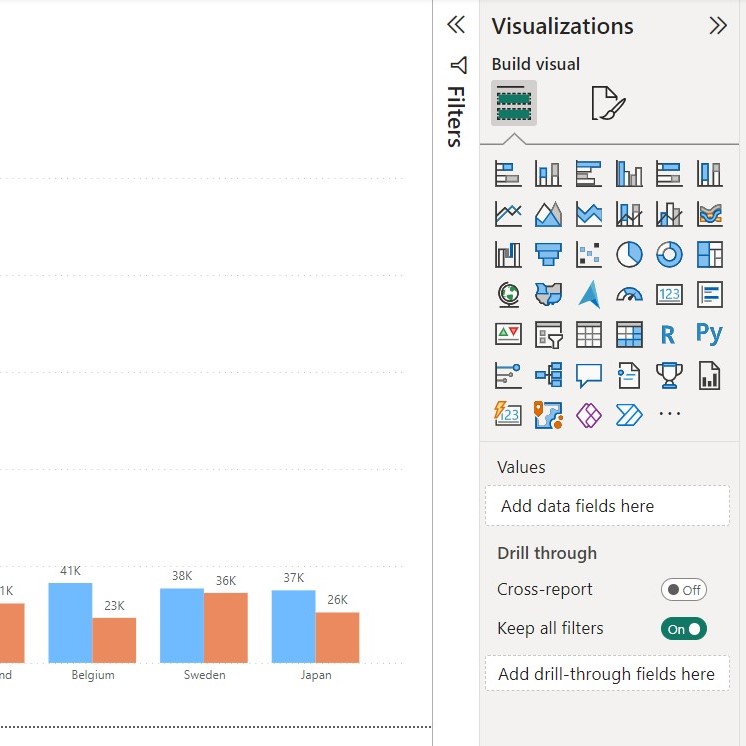 Visualizations
Build visual
Filters
123
R
Py
123
...
Values
Add data fields here
Drill through
Cross-report
Off
Keep all filters
On
Add drill-through fields here
1K
41K
23K
38K
36K
37K
26K
nd
Belgium
Sweden
Japan